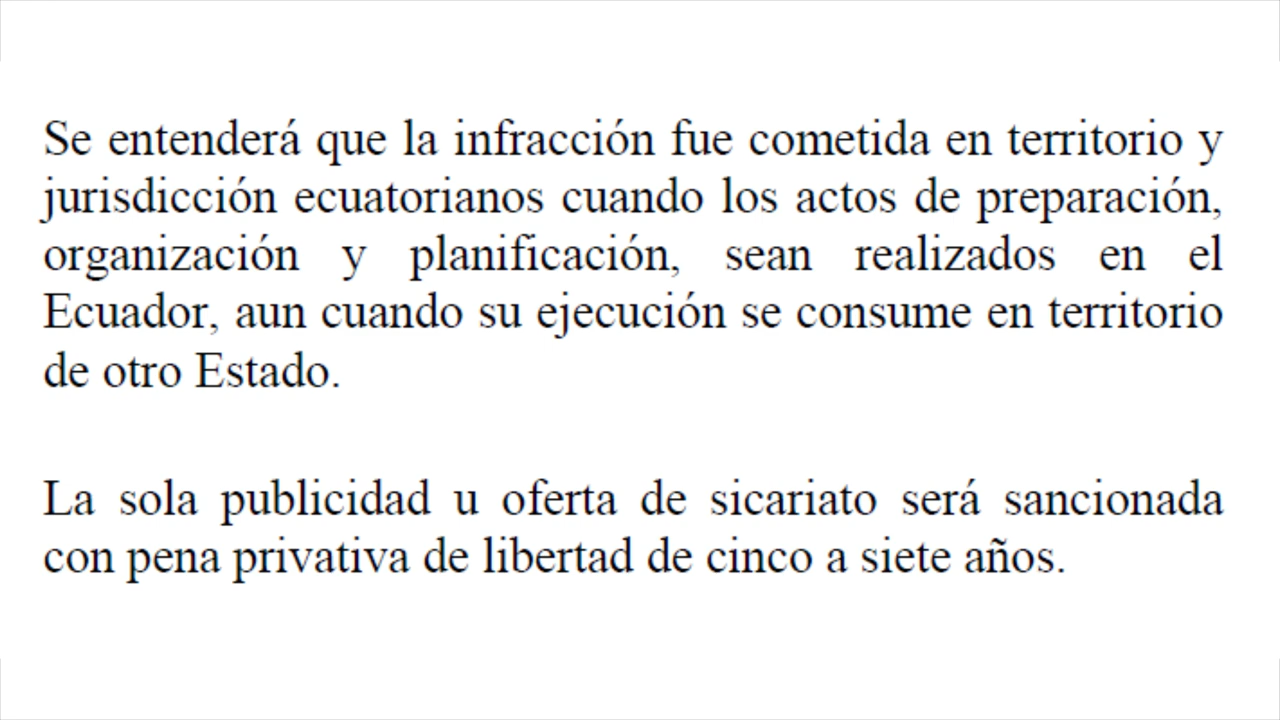 Se entenderá que la infracción fue cometida en territorio y
jurisdicción ecuatorianos cuando los actos de preparación,
organización y planificación, sean realizados en el
Ecuador, aun cuando su ejecución se consume en territorio
de otro Estado.
La sola publicidad u oferta de sicariato será sancionada
con pena privativa de libertad de cinco a siete años.